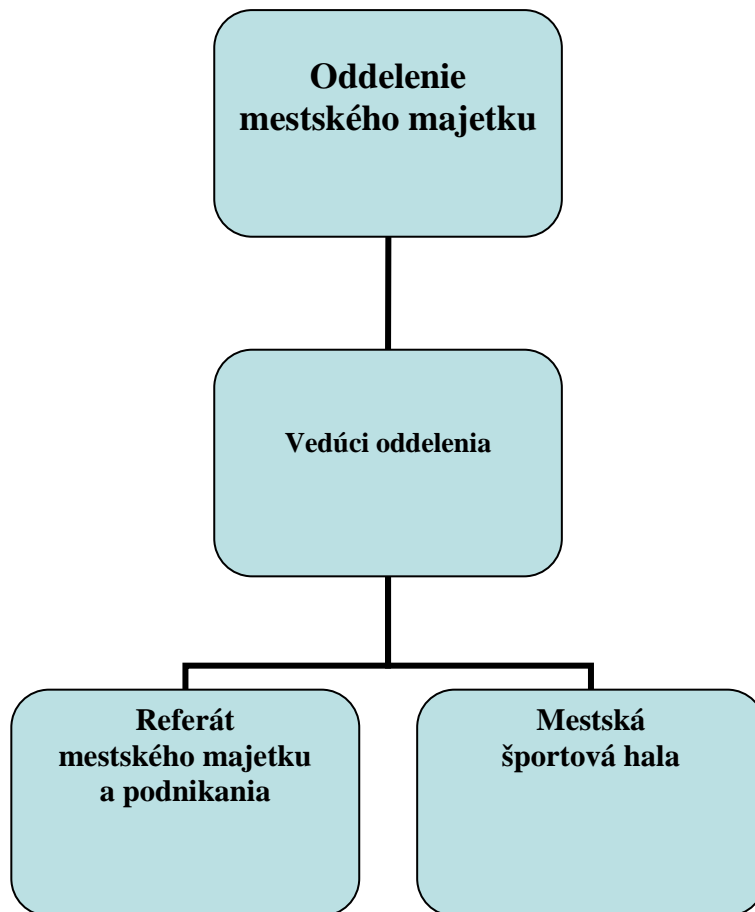 Oddelenie
mestského majetku
Vedúci oddelenia
Referát
mestského majetku
a podnikania
Mestská
športová hala